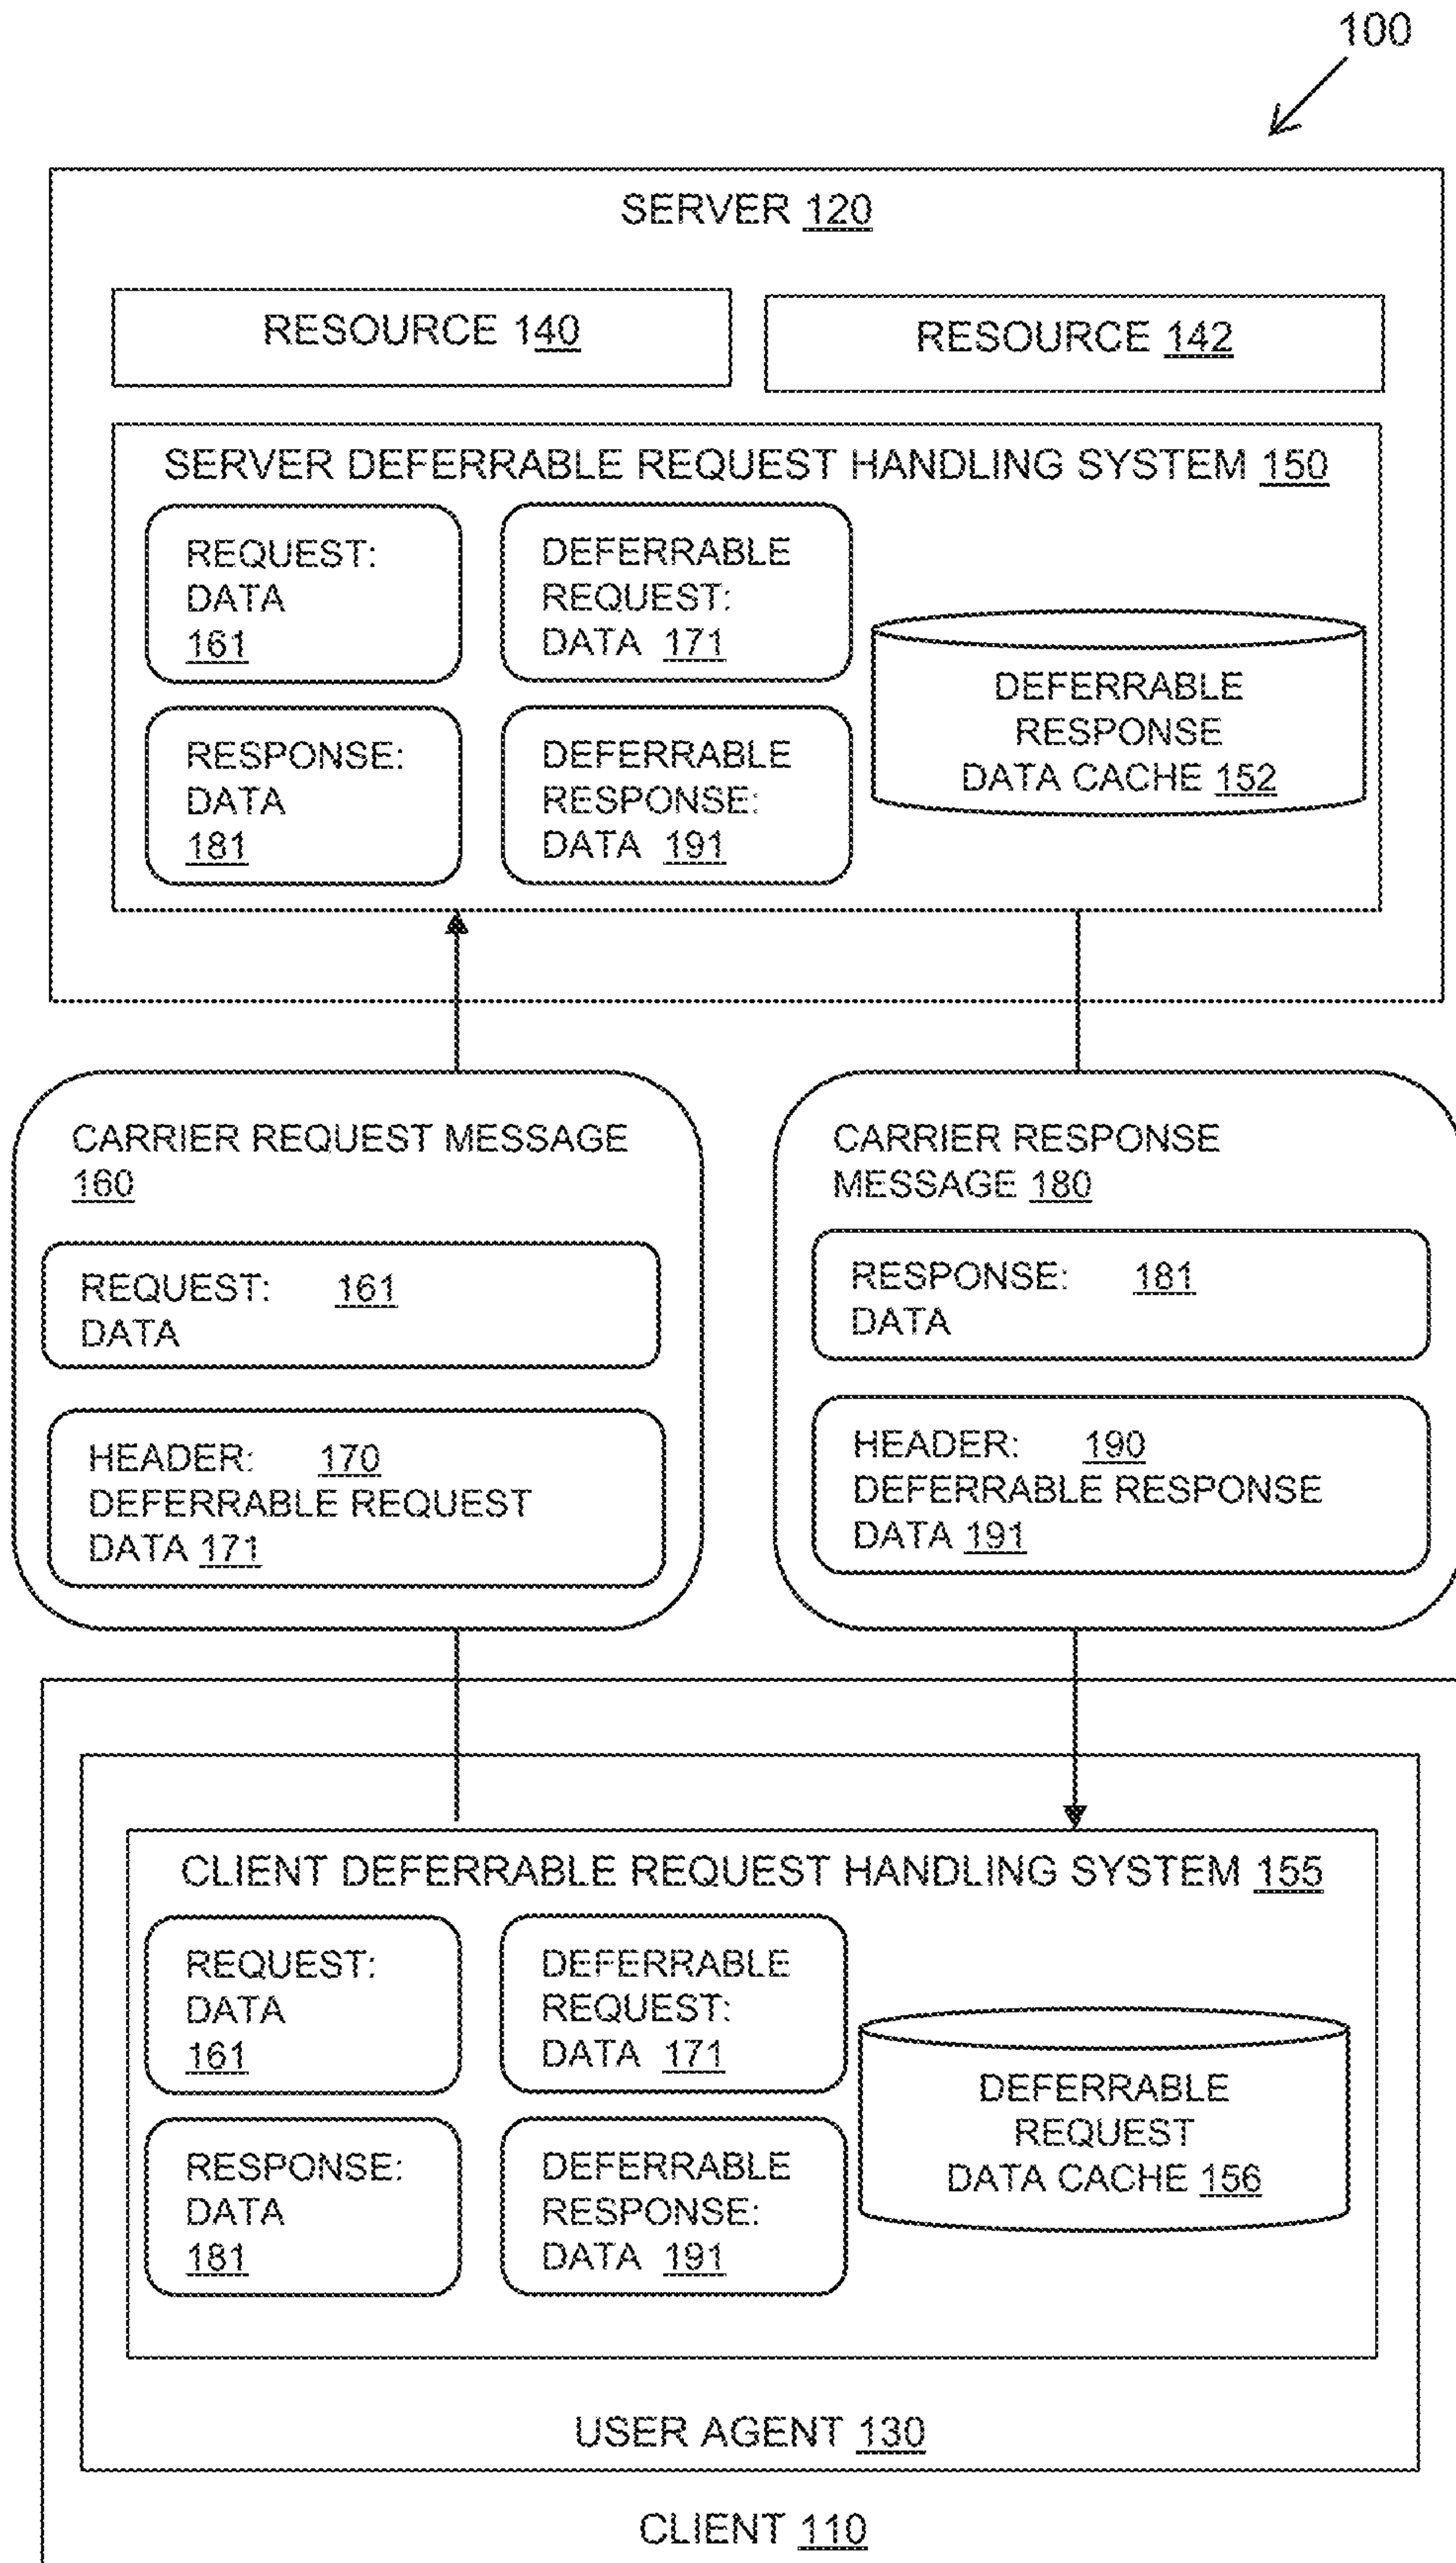 100
SERVER 120
RESOURCE 140
RESOURCE 142
SERVER DEFERRABLE REQUEST HANDLING SYSTEM 150
REQUEST:
DATA
161
DEFERRABLE
REQUEST:
DATA 171
RESPONSE:
DATA
181
DEFERRABLE
RESPONSE:
DATA 191
DEFERRABLE
RESPONSE
DATA CACHE 152
CARRIER REQUEST MESSAGE
160
REQUEST: 161
DATA
HEADER: 170
DEFERRABLE REQUEST
DATA 171
CARRIER RESPONSE
MESSAGE 180
RESPONSE: 181
DATA
HEADER: 190
DEFERRABLE RESPONSE
DATA 191
CLIENT DEFERRABLE REQUEST HANDLING SYSTEM 155
REQUEST:
DATA
161
DEFERRABLE
REQUEST:
DATA 171
RESPONSE:
DATA
181
DEFERRABLE
RESPONSE:
DATA 191
DEFERRABLE
REQUEST
DATA CACHE 156
USER AGENT 130
CLIENT 110